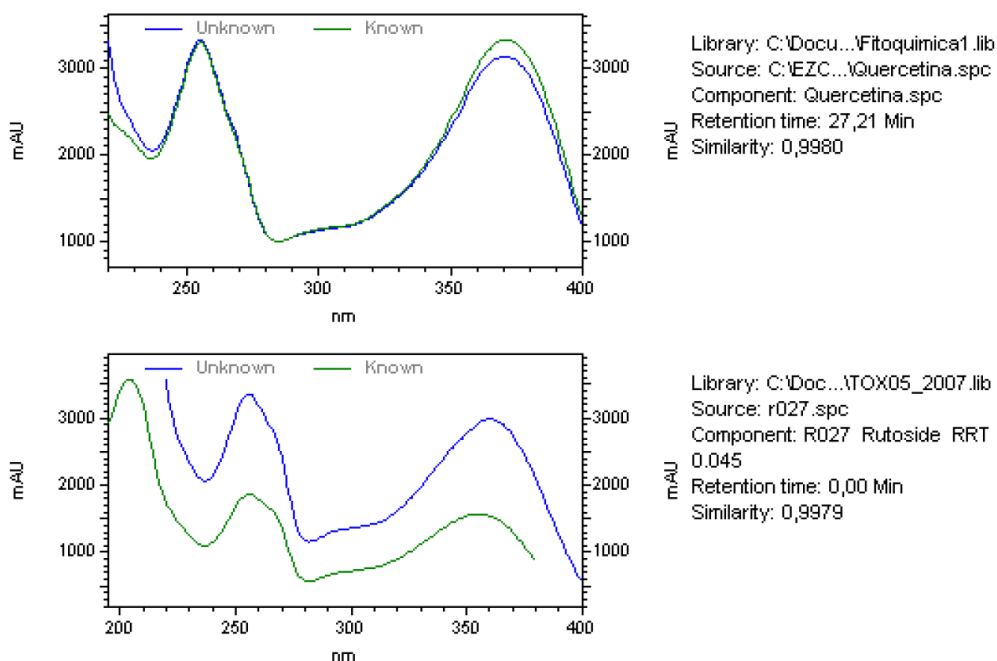 Unknown Known
3000 3000
2000 2000
1000 1000
mAU mAU
250 300 350 400
nm
Library: C:\Docu...\Fitoquimica1.lib
Source: C:\EZC...\Quercetina.spc
Component: Quercetina.spc
Retention time: 27,21 Min
Similarity: 0,9980
Unknown Known
3000 3000
2000 2000
1000 1000
mAU mAU
200 250 300 350 400
nm
Library: C:\Doc...\TOX05_2007.lib
Source: r027.spc
Component: R027 Rutoside RRT
0.045
Retention time: 0,00 Min
Similarity: 0,9979